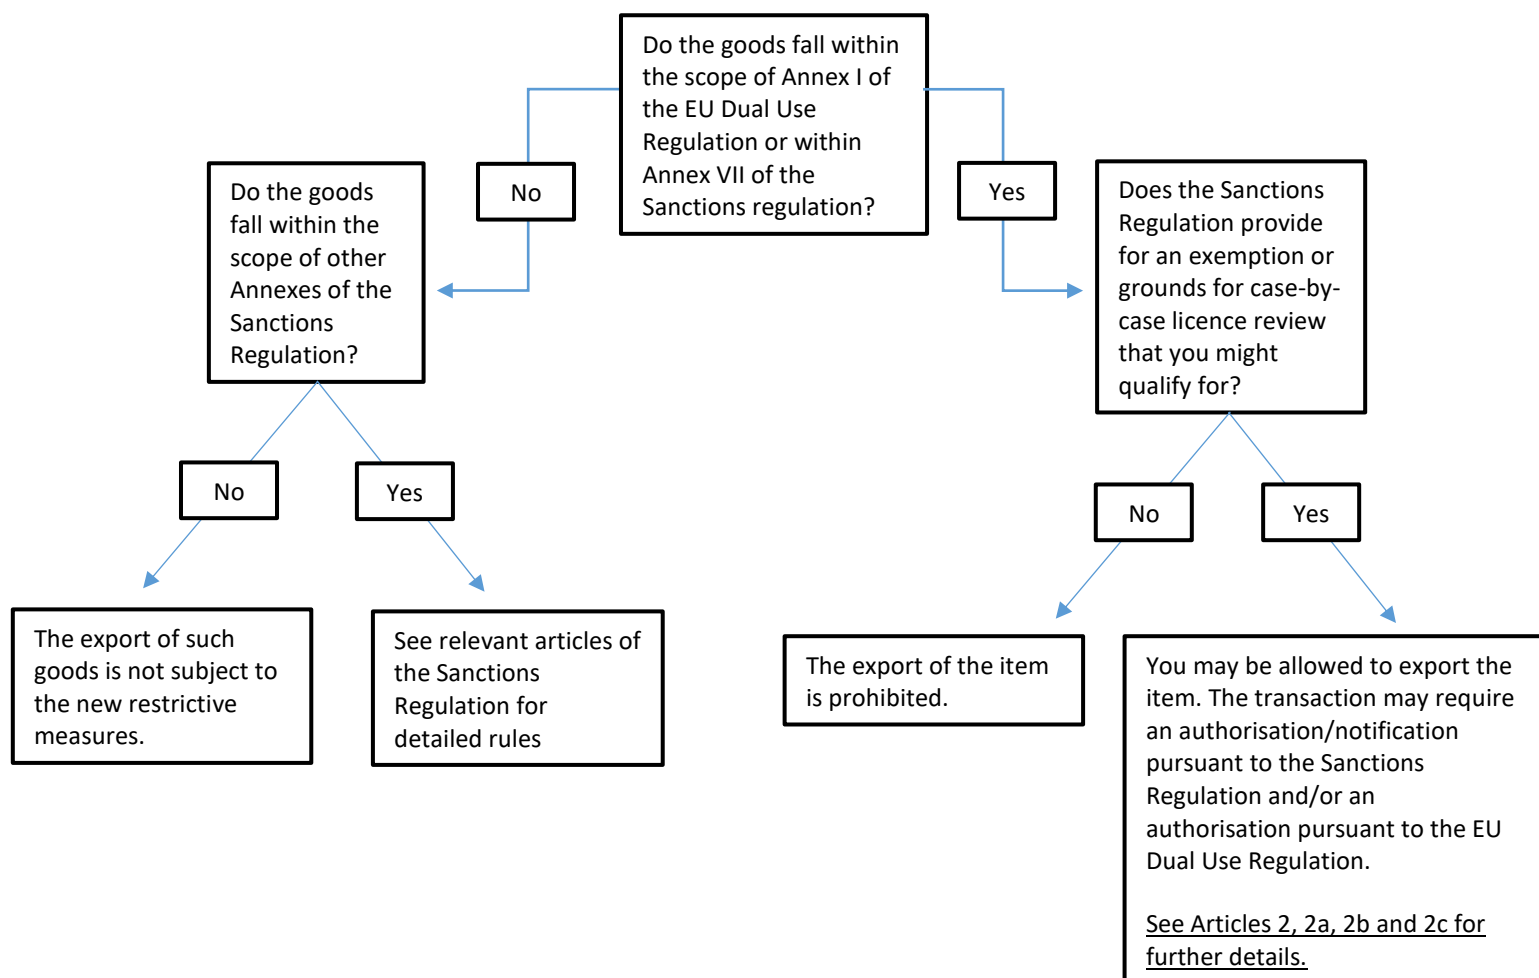 Do the goods fall within
the scope of Annex I of
the EU Dual Use
Regulation or within
Annex VII of the
Sanctions regulation?
No
Yes
Do the goods
fall within the
scope of other
Annexes of the
Sanctions
Regulation?
Does the Sanctions
Regulation provide
for an exemption or
grounds for case-by-
case licence review
that you might
qualify for?
No
Yes
No
Yes
The export of such
goods is not subject to
the new restrictive
measures.
See relevant articles of
the Sanctions
Regulation for
detailed rules
The export of the item
is prohibited.
You may be allowed to export the
item. The transaction may require
an authorisation/notification
pursuant to the Sanctions
Regulation and/or an
authorisation pursuant to the EU
Dual Use Regulation.
See Articles 2, 2a, 2b and 2c for
further details.